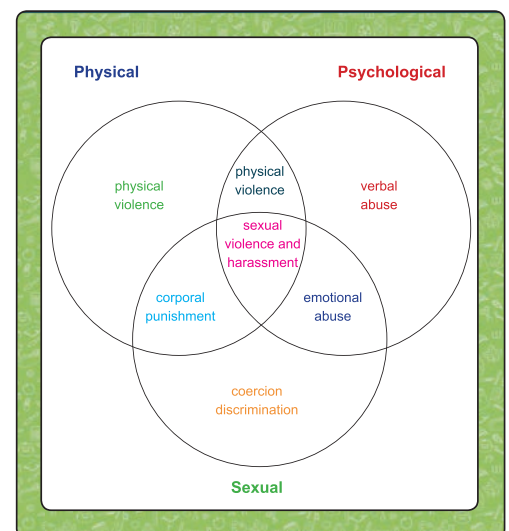 Physical
Psychological
physical
violence
physical
violence
verbal
abuse
sexual
violence and
harassment
corporal
punishment
emotional
abuse
coercion
discrimination
Sexual